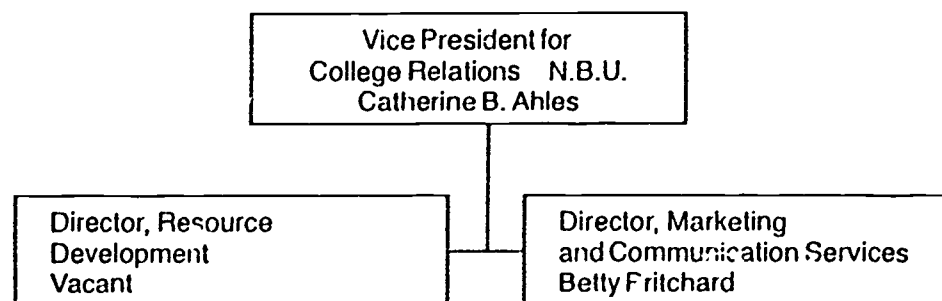 Vice President for
College Relations N.B.U.
Catherine B. Ahles
Director, Resource
Development
Vacant
Director, Marketing
and Communication Services
Betty Fritchard